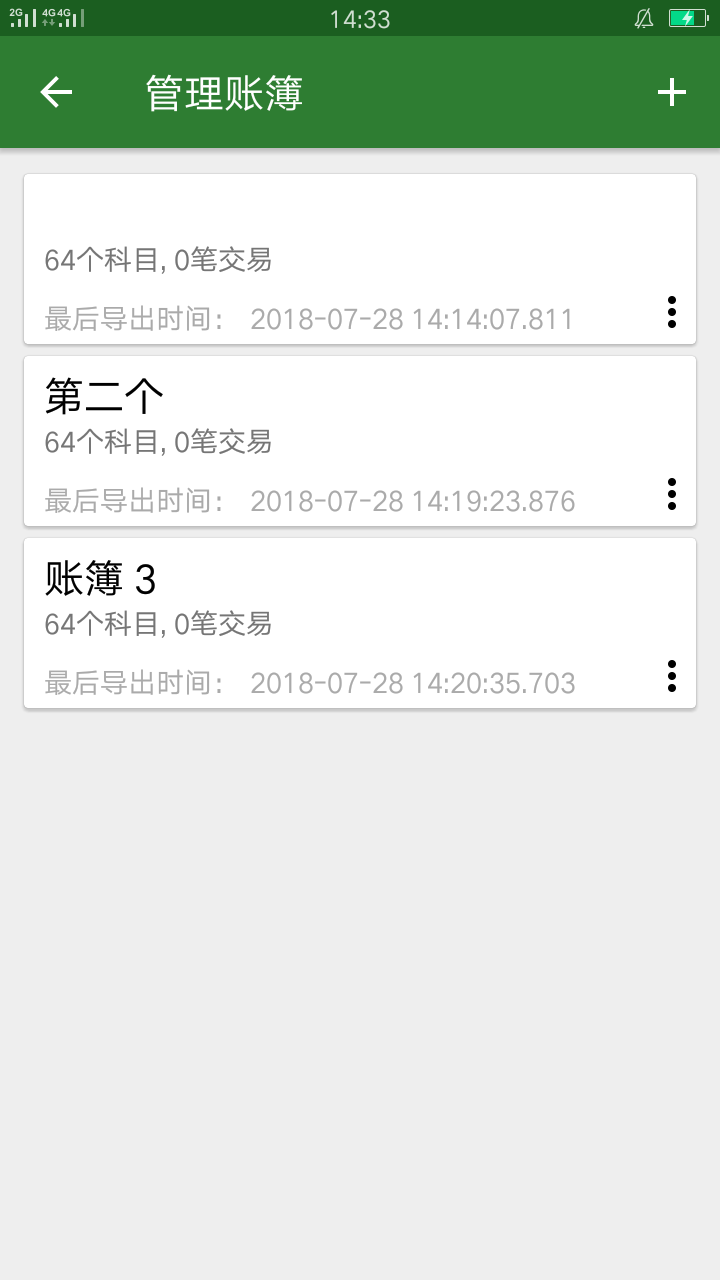 2G 4G 4G 14:33
管理账簿
64个科目, 0笔交易
最后导出时间: 2018-07-28 14:14:07.811
第二个
64个科目, 0笔交易
最后导出时间: 2018-07-28 14:19:23.876
账簿 3
64个科目, 0笔交易
最后导出时间: 2018-07-28 14:20:35.703